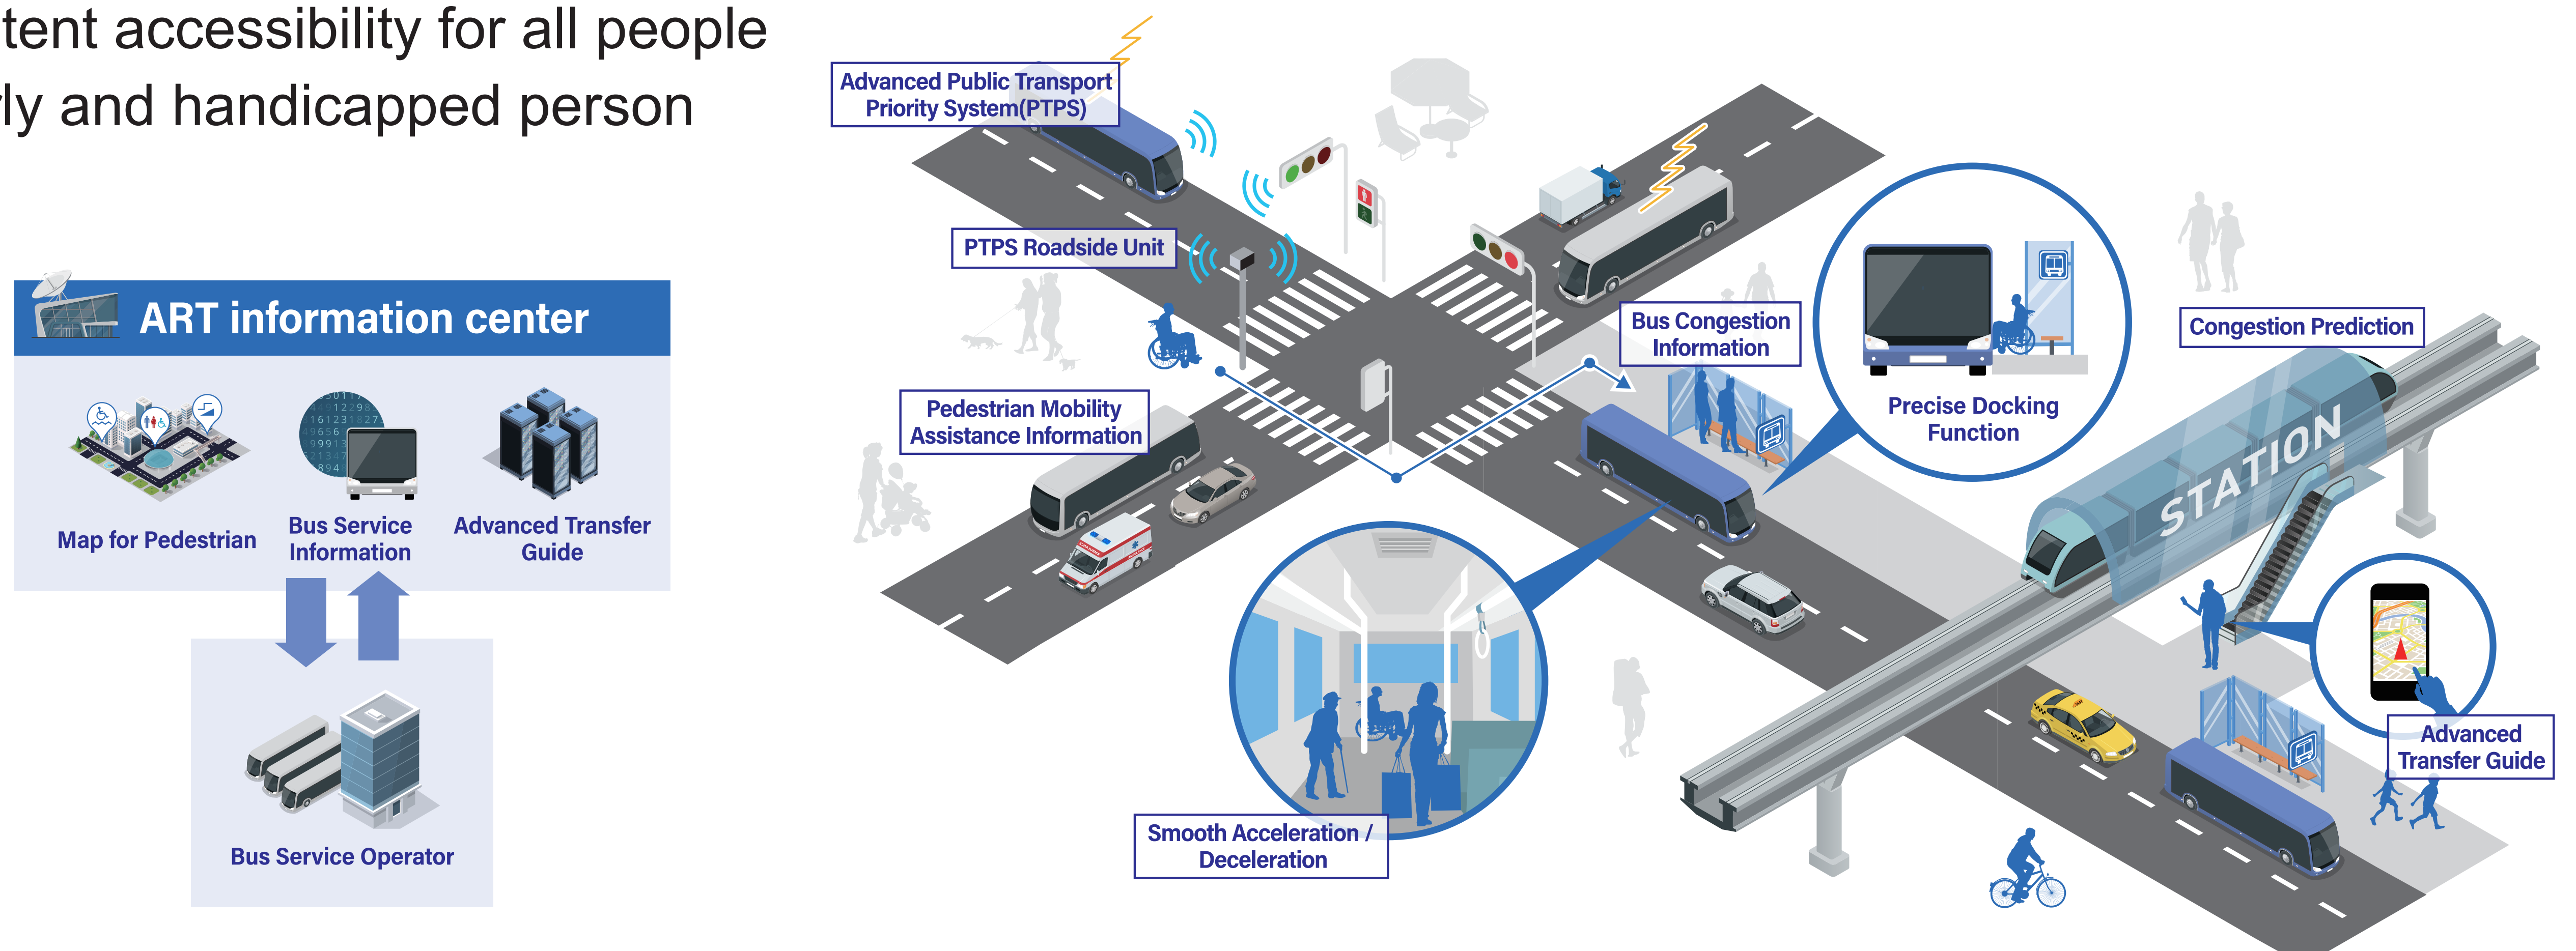 tent accessibility for all people
rly and handicapped person
ART information center
Map for Pedestrian
Bus Service
Information
Advanced Transfer
Guide
Bus Service Operator
Advanced Public Transport
Priority System(PTPS)
PTPS Roadside Unit
Pedestrian Mobility
Assistance Information
Bus Congestion
Information
Precise Docking
Function
Congestion Prediction
STATION
Smooth Acceleration /
Deceleration
Advanced
Transfer Guide